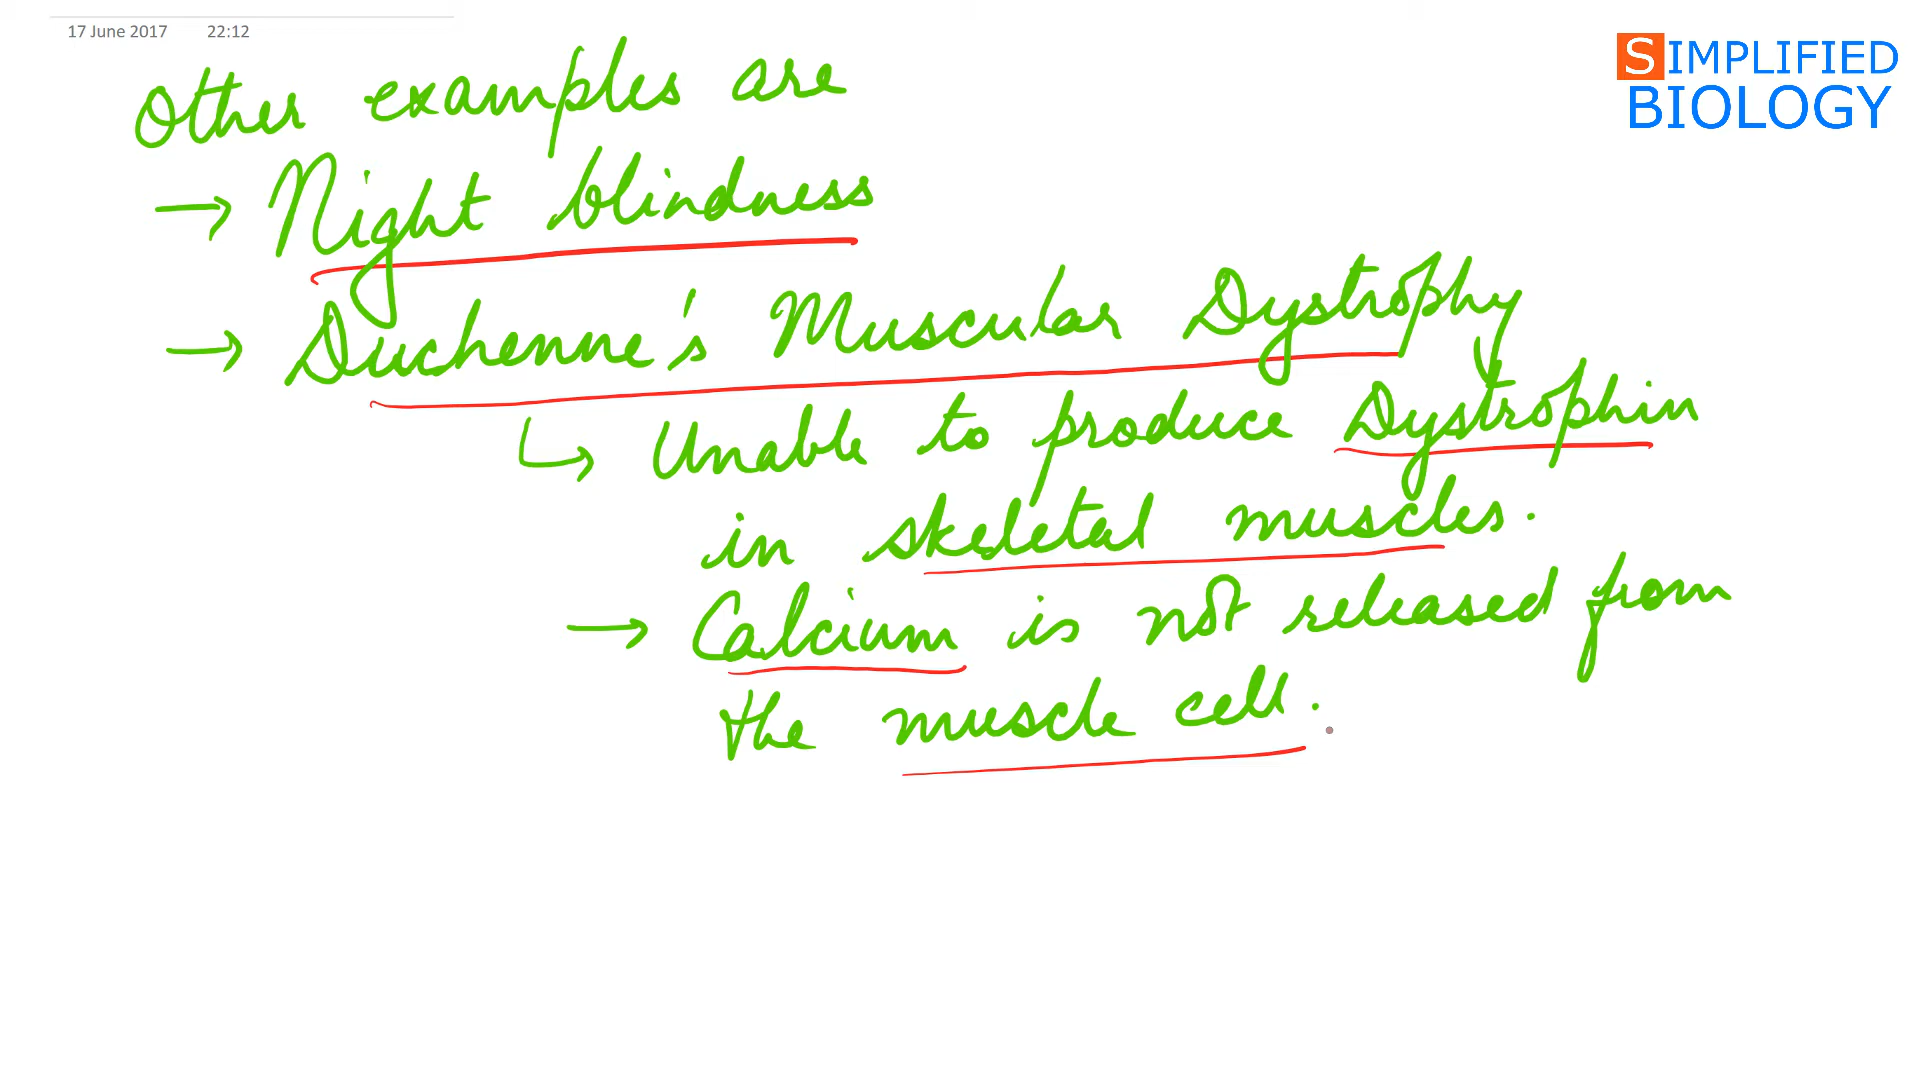 17 June 2017 22:12
SIMPLIFIED
BIOLOGY
Other examples are
→ Night blindness
→ Duchenne's Muscular Dystrophy
↳ Unable to produce Dystrophin
in skeletal muscles.
→ Calcium is not released from
the muscle cell.